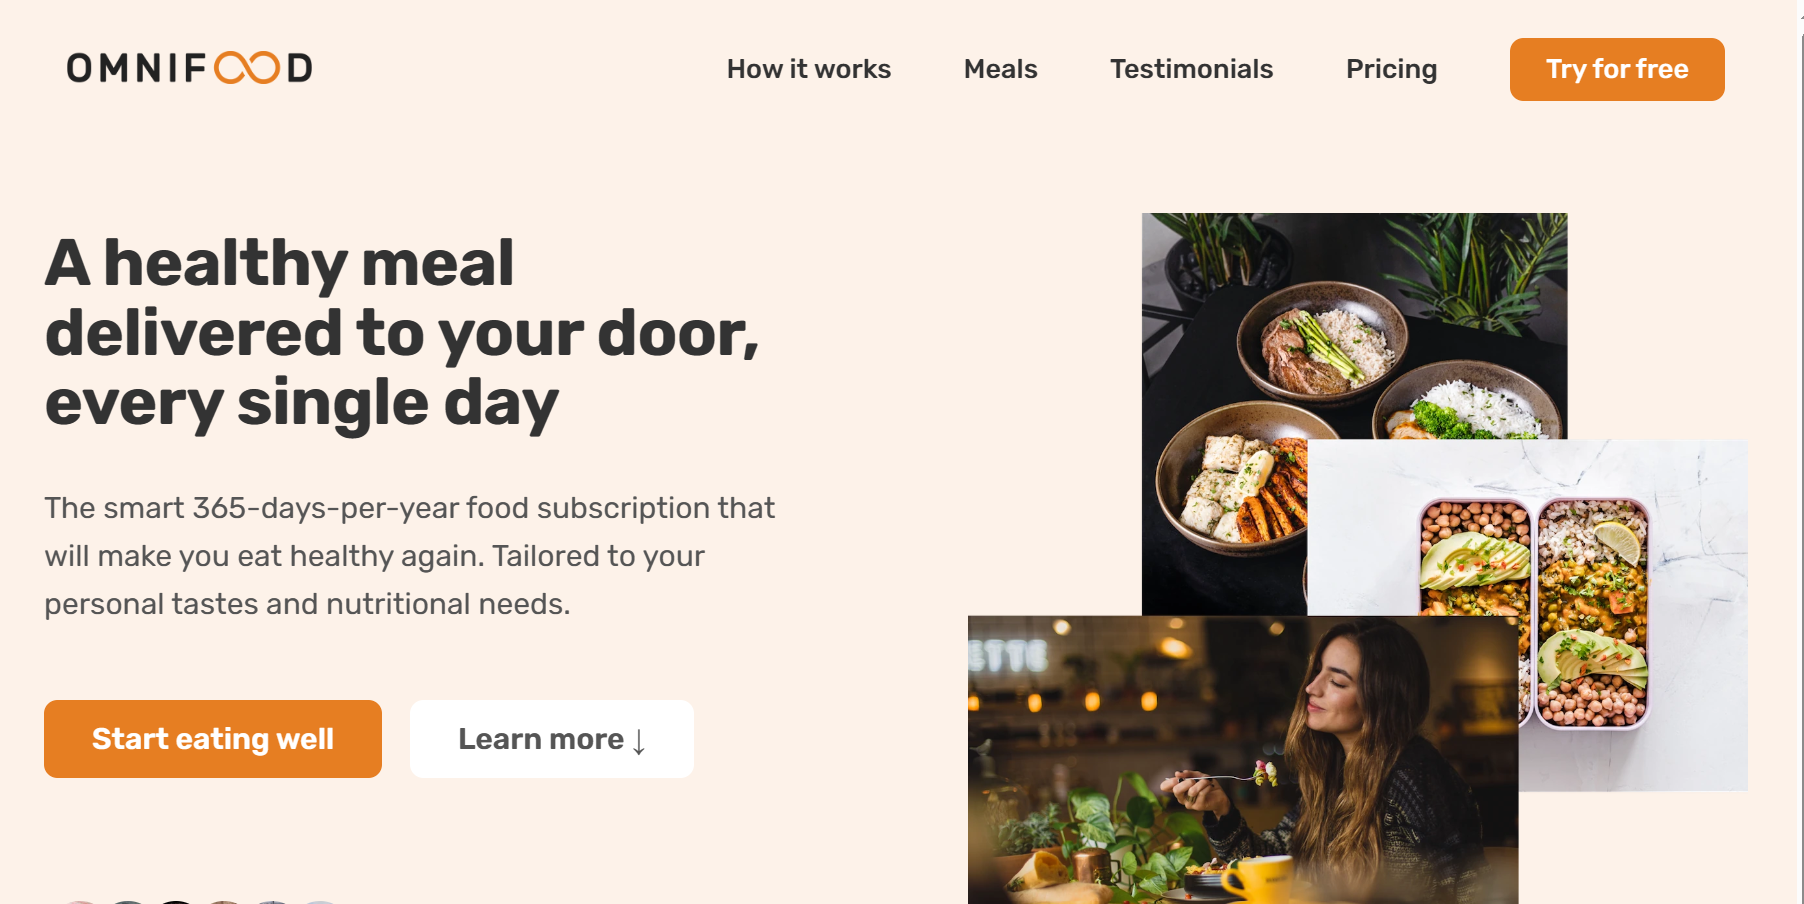 OMNIFOOD
How it works
Meals
Testimonials
Pricing
Try for free
A healthy meal
delivered to your door,
every single day
The smart 365-days-per-year food subscription that
will make you eat healthy again. Tailored to your
personal tastes and nutritional needs.
Start eating well
Learn more ↓
ETTE